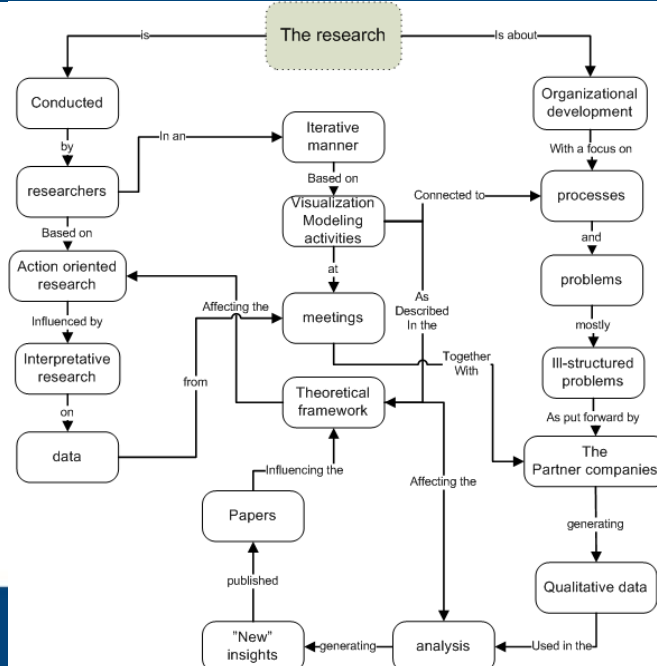 The research
is
Is about
Conducted
Organizational
development
by
In an
Iterative
manner
With a focus on
researchers
Based on
Connected to
processes
Based on
Visualization
Modeling
activities
and
Action oriented
research
at
As
Described
In the
problems
Affecting the
meetings
Influenced by
mostly
Interpretative
research
from
Together
With
Ill-structured
problems
on
Theoretical
framework
As put forward by
data
Influencing the
Affecting the
The
Partner companies
Papers
generating
published
Qualitative data
"New"
insights
generating
analysis
Used in the